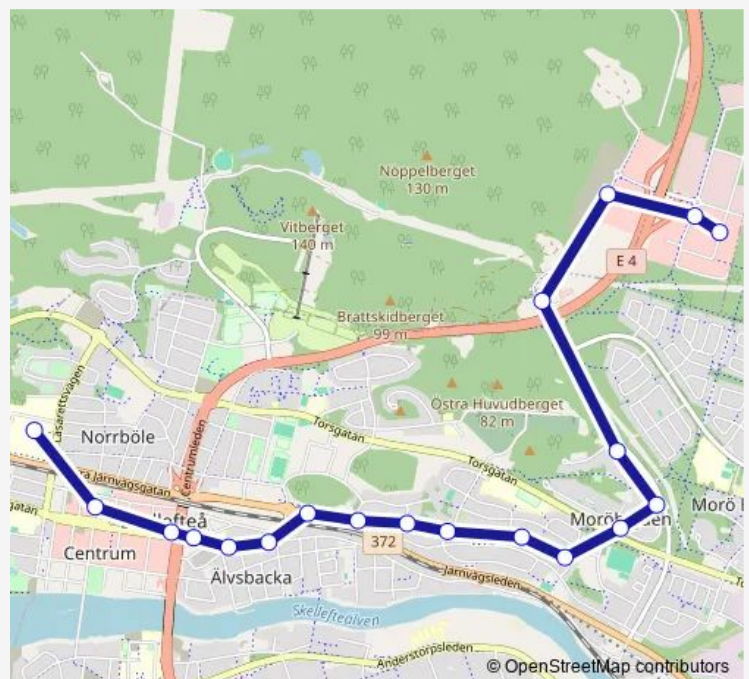 Nöppelberget
130 m
Vitberget
140 m
E 4
Brattskidberget
99 m
Östra Huvudberget
82 m
Lasarettsvägen
Norrböle
Centrumleden
Torsgatan
Torsgatan
Centrum
372
Älvsbacka
Järnvägsleden
Skellefteälven
Anderstorpsleden
© OpenStreetMap contributors